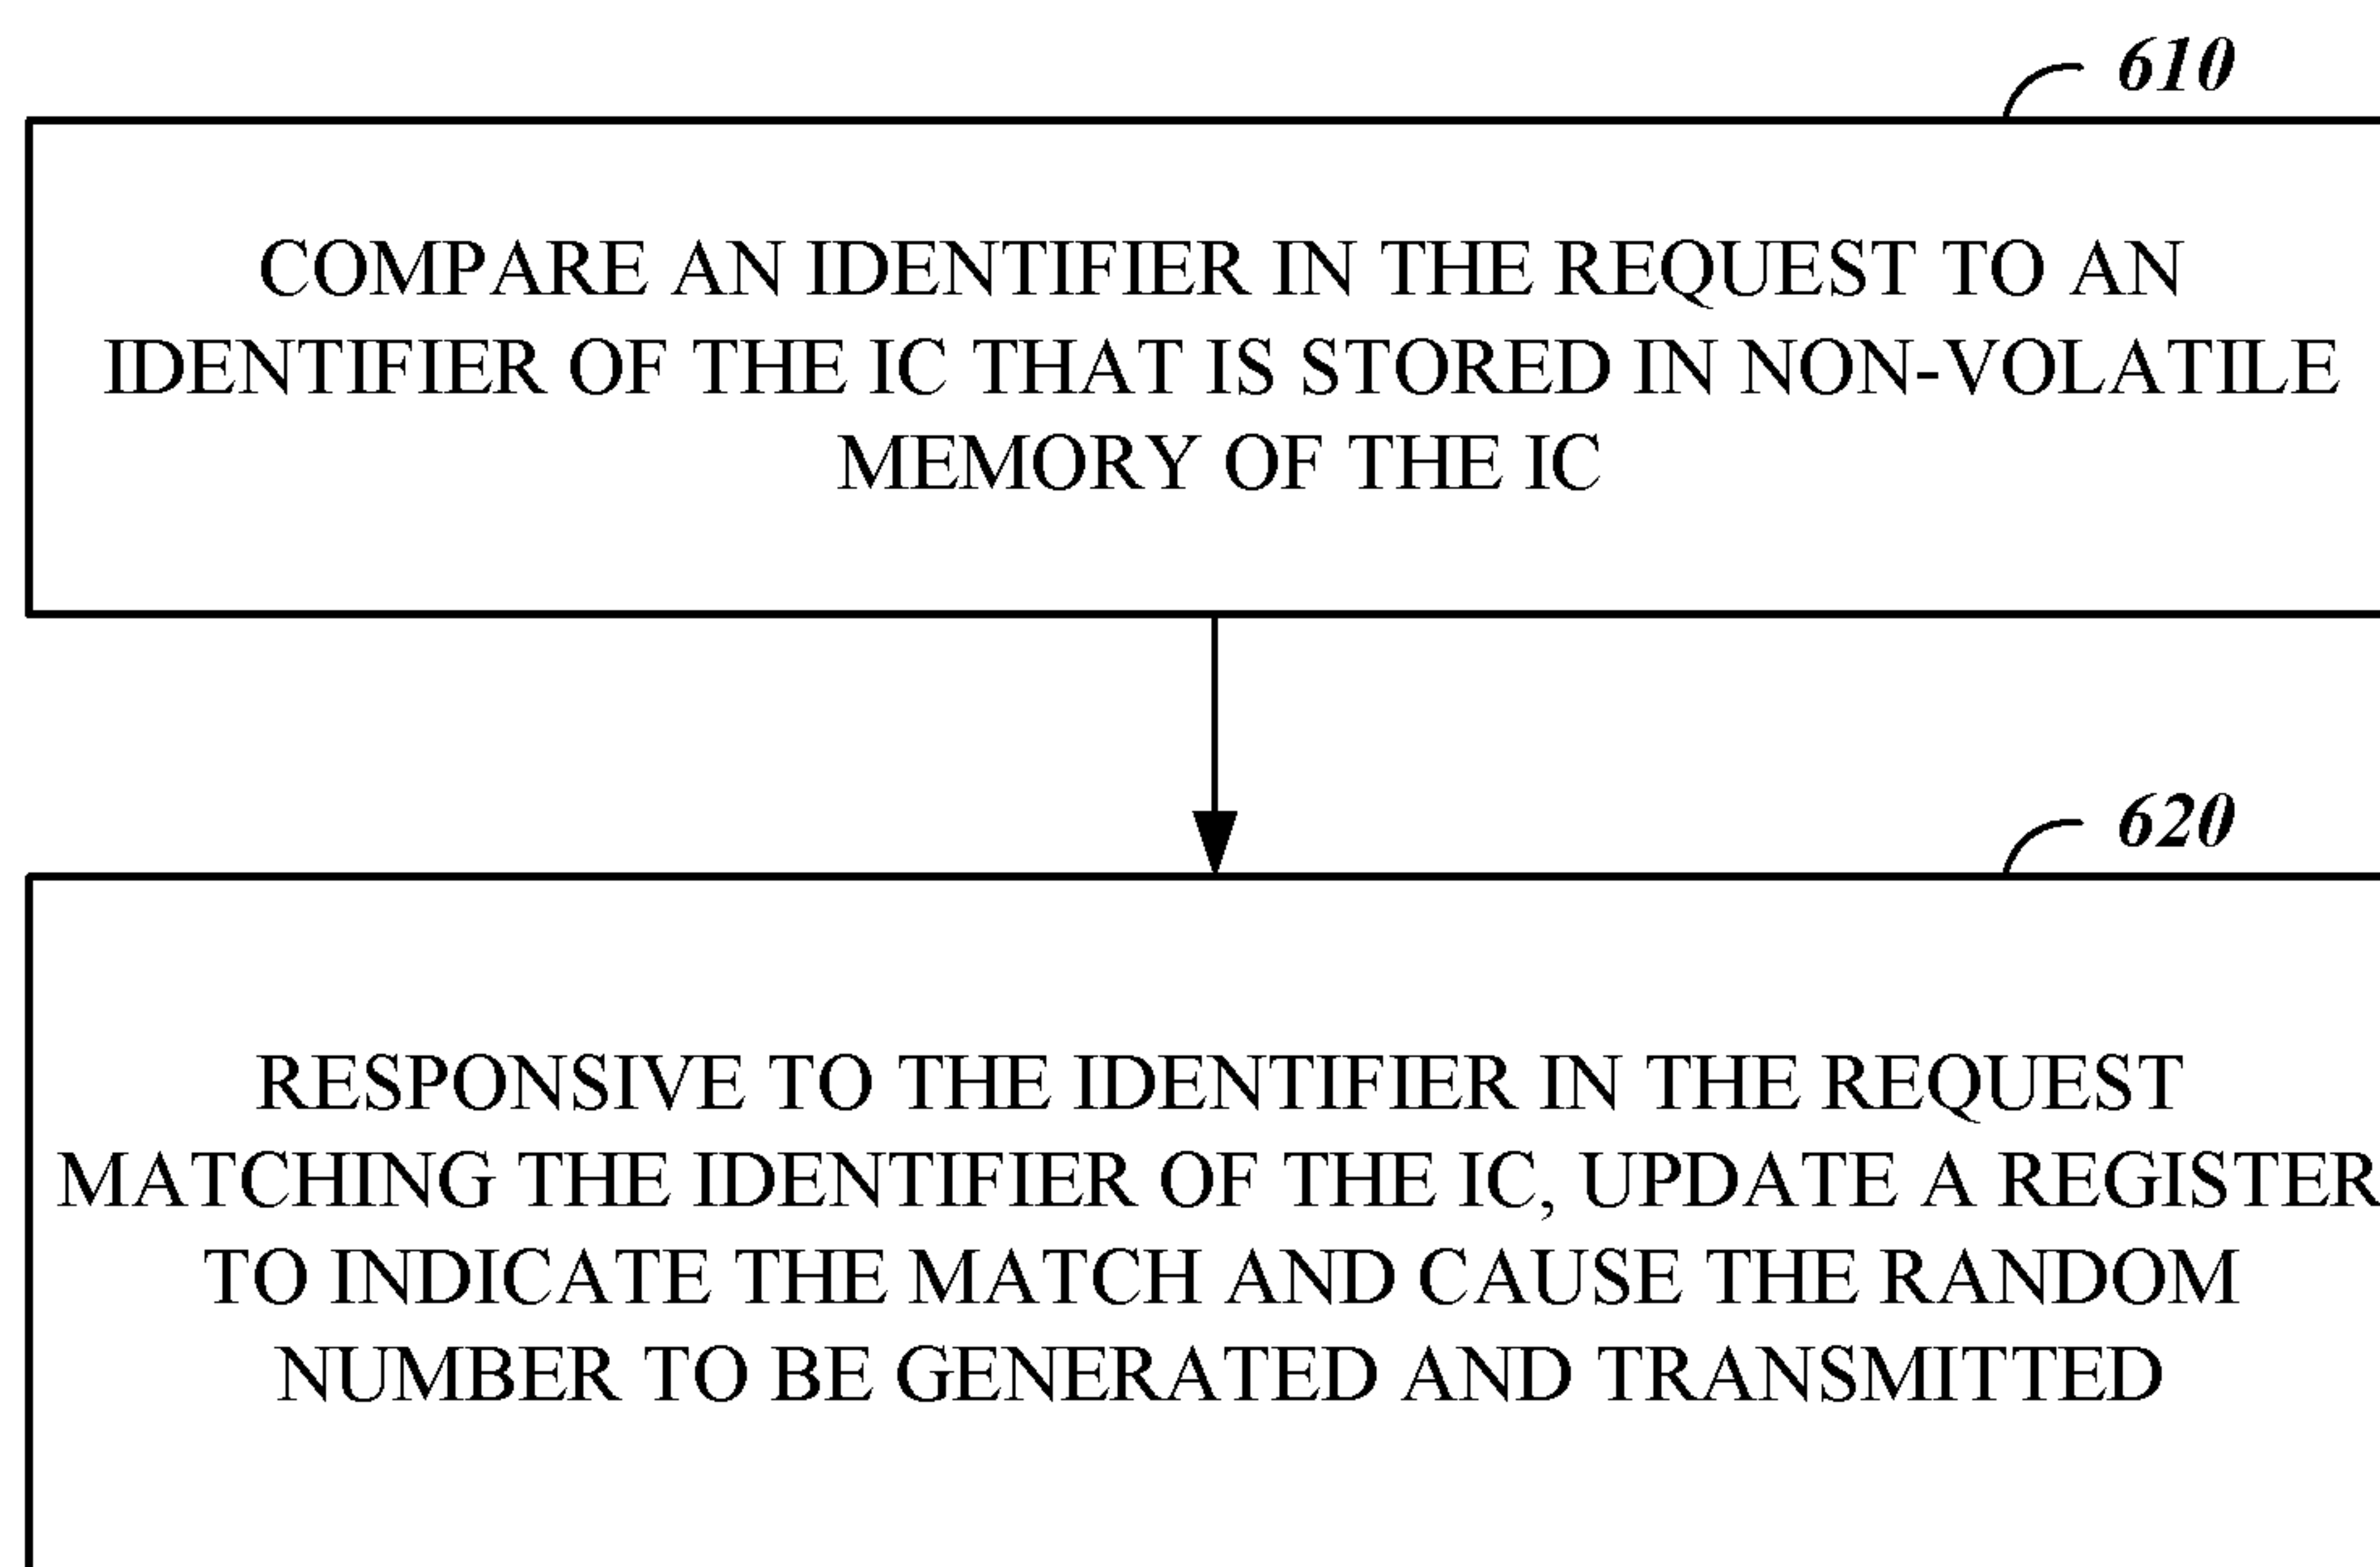 610
COMPARE AN IDENTIFIER IN THE REQUEST TO AN
IDENTIFIER OF THE IC THAT IS STORED IN NON-VOLATILE
MEMORY OF THE IC
620
RESPONSIVE TO THE IDENTIFIER IN THE REQUEST
MATCHING THE IDENTIFIER OF THE IC, UPDATE A REGISTER
TO INDICATE THE MATCH AND CAUSE THE RANDOM
NUMBER TO BE GENERATED AND TRANSMITTED